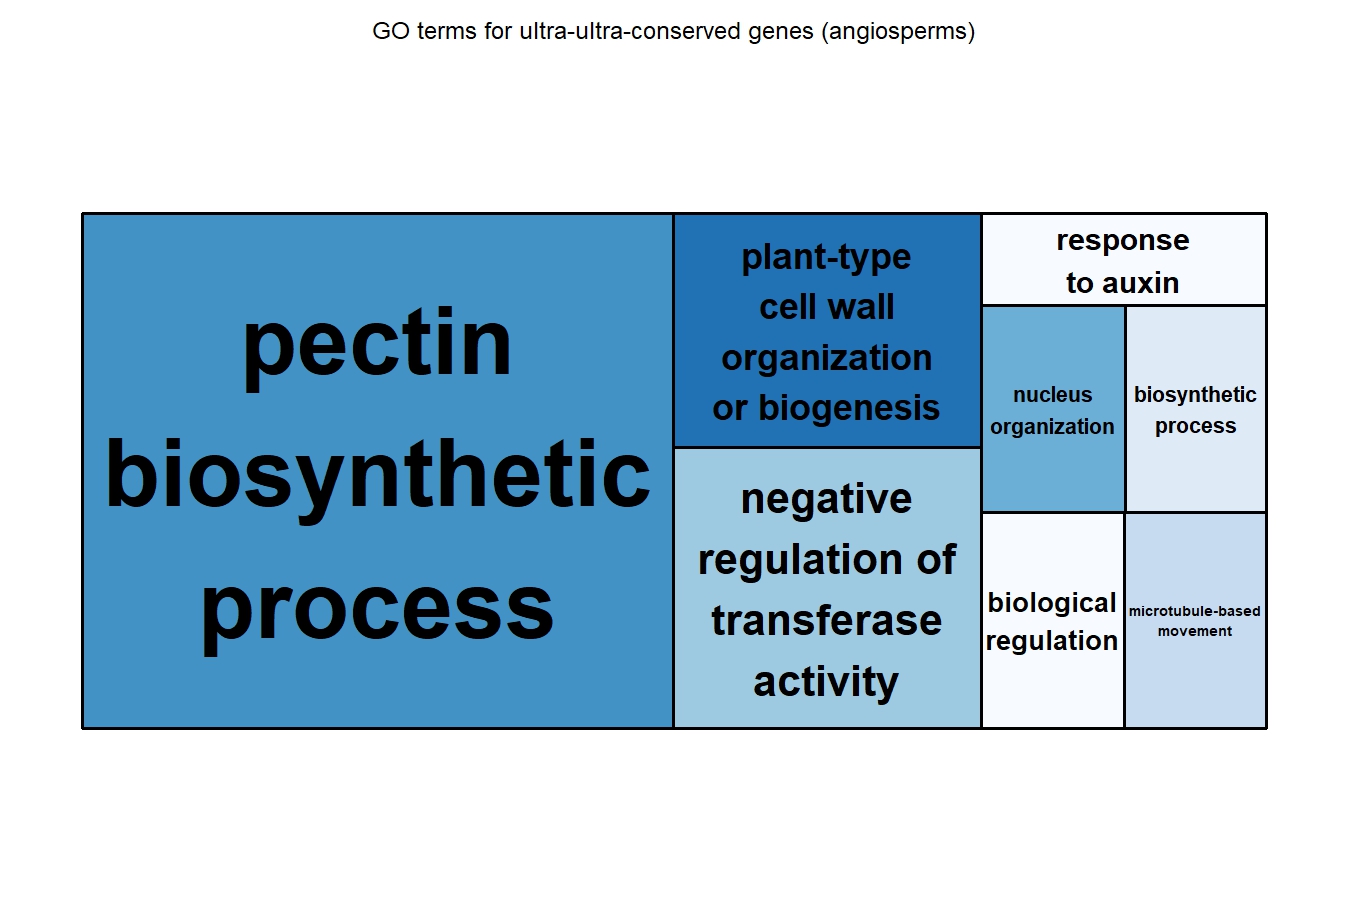 GO terms for ultra-ultra-conserved genes (angiosperms)
pectin
biosynthetic
process
plant-type
cell wall
organization
or biogenesis
negative
regulation of
transferase
activity
response
to auxin
nucleus
organization
biosynthetic
process
biological
regulation
microtubule-based
movement